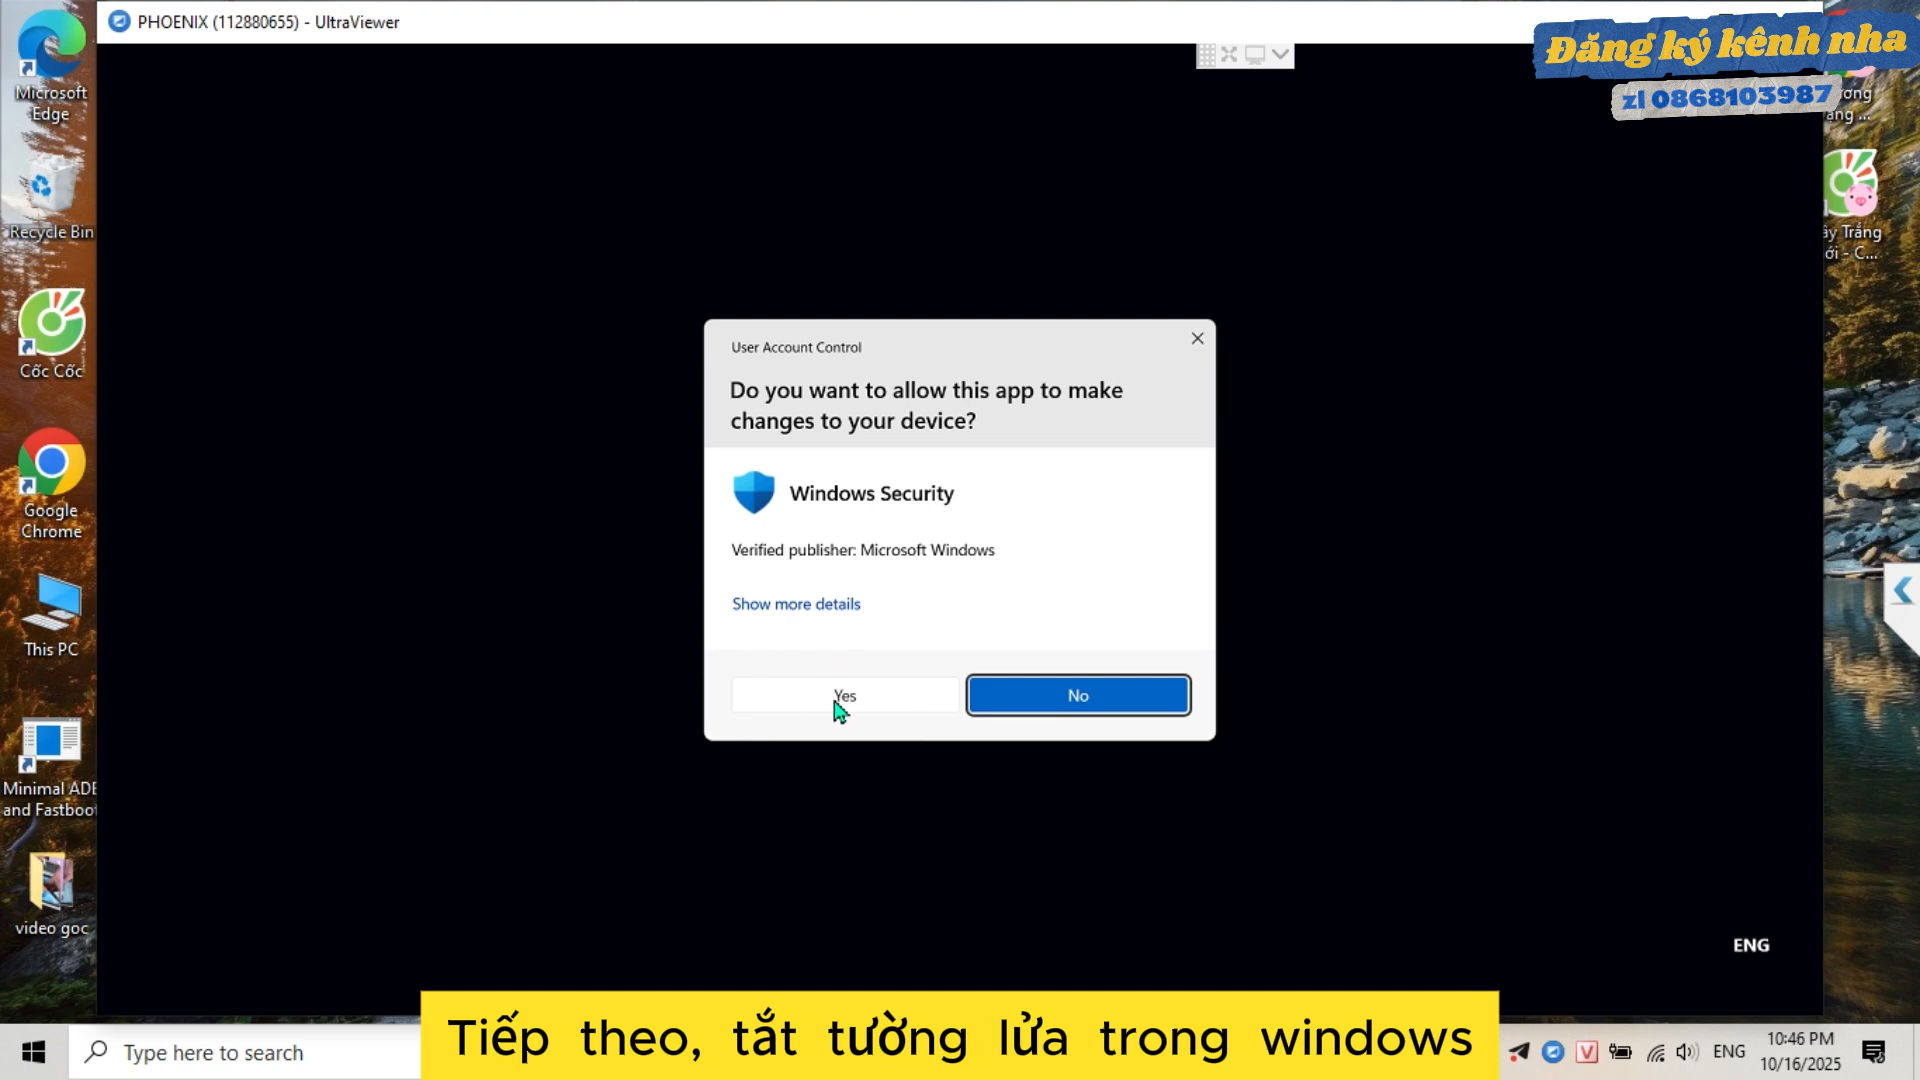 PHOENIX (112880655) - UltraViewer
Đăng ký kênh nha
zl 0868103987
Microsoft
Edge
Recycle Bin
Cốc Cốc
Google
Chrome
This PC
Minimal ADB
and Fastboot
video goc
ang ...
Trắng
- C...
User Account Control
Do you want to allow this app to make
changes to your device?
Windows Security
Verified publisher: Microsoft Windows
Show more details
Yes
No
ENG
Tiếp theo, tắt tường lửa trong windows
Type here to search
ENG
10:46 PM
10/16/2025